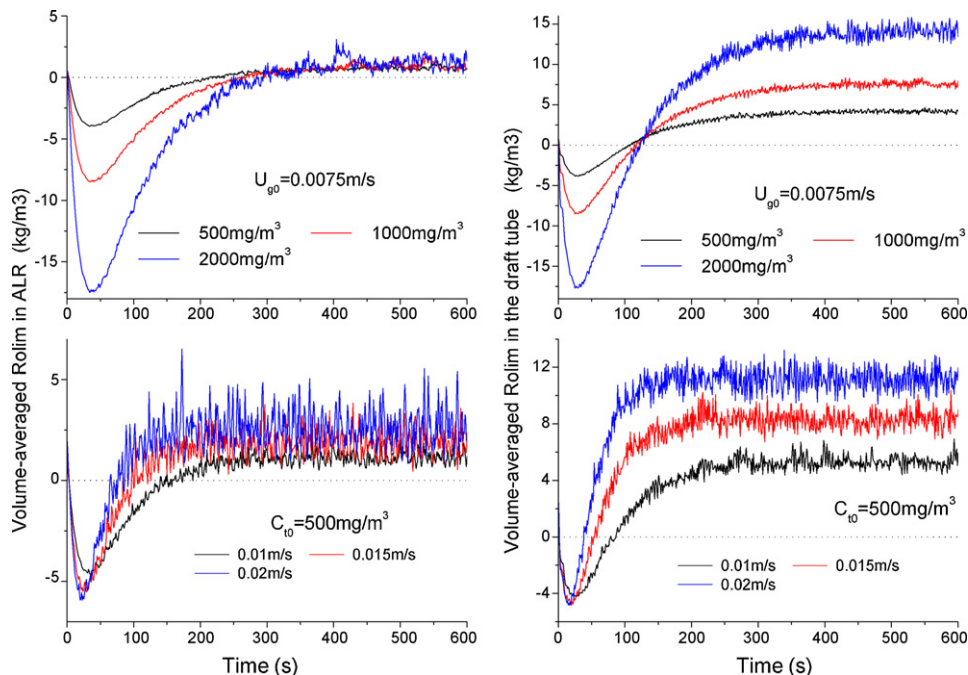 Volume-averaged Rolim in ALR (kg/m3)
5
0
-5
-10
-15
U_g0=0.0075m/s
500mg/m³ 1000mg/m³
2000mg/m³
0 100 200 300 400 500 600
Volume-averaged Rolim in the draft tube (kg/m3)
15
10
5
0
-5
-10
-15
U_g0=0.0075m/s
500mg/m³ 1000mg/m³
2000mg/m³
0 100 200 300 400 500 600
5
0
-5
C_t0=500mg/m³
0.01m/s 0.015m/s
0.02m/s
0 100 200 300 400 500 600
Time (s)
12
8
4
0
-4
C_t0=500mg/m³
0.01m/s 0.015m/s
0.02m/s
0 100 200 300 400 500 600
Time (s)